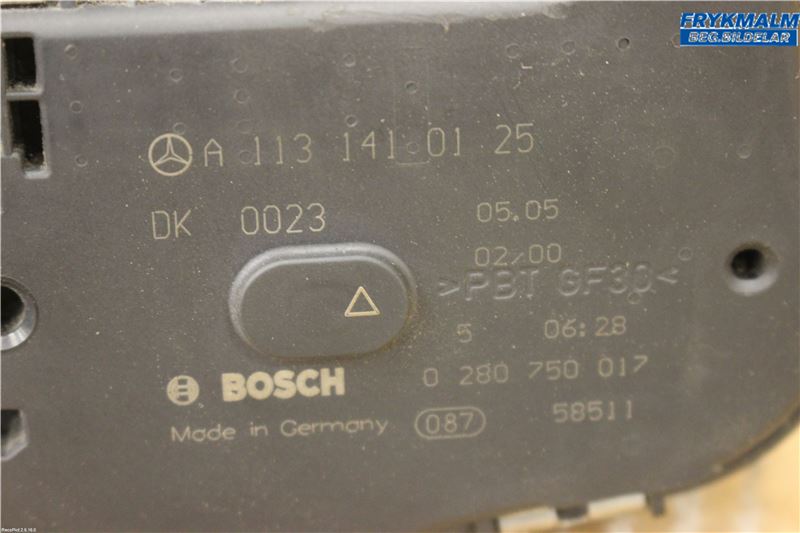 FRYKMALM
BEG.BILDELAR
A 113 141 01 25
DK 0023
05.05
02/00
>PBT GF30<
5 06:28
BOSCH
0 280 750 017
Made in Germany
087
58511